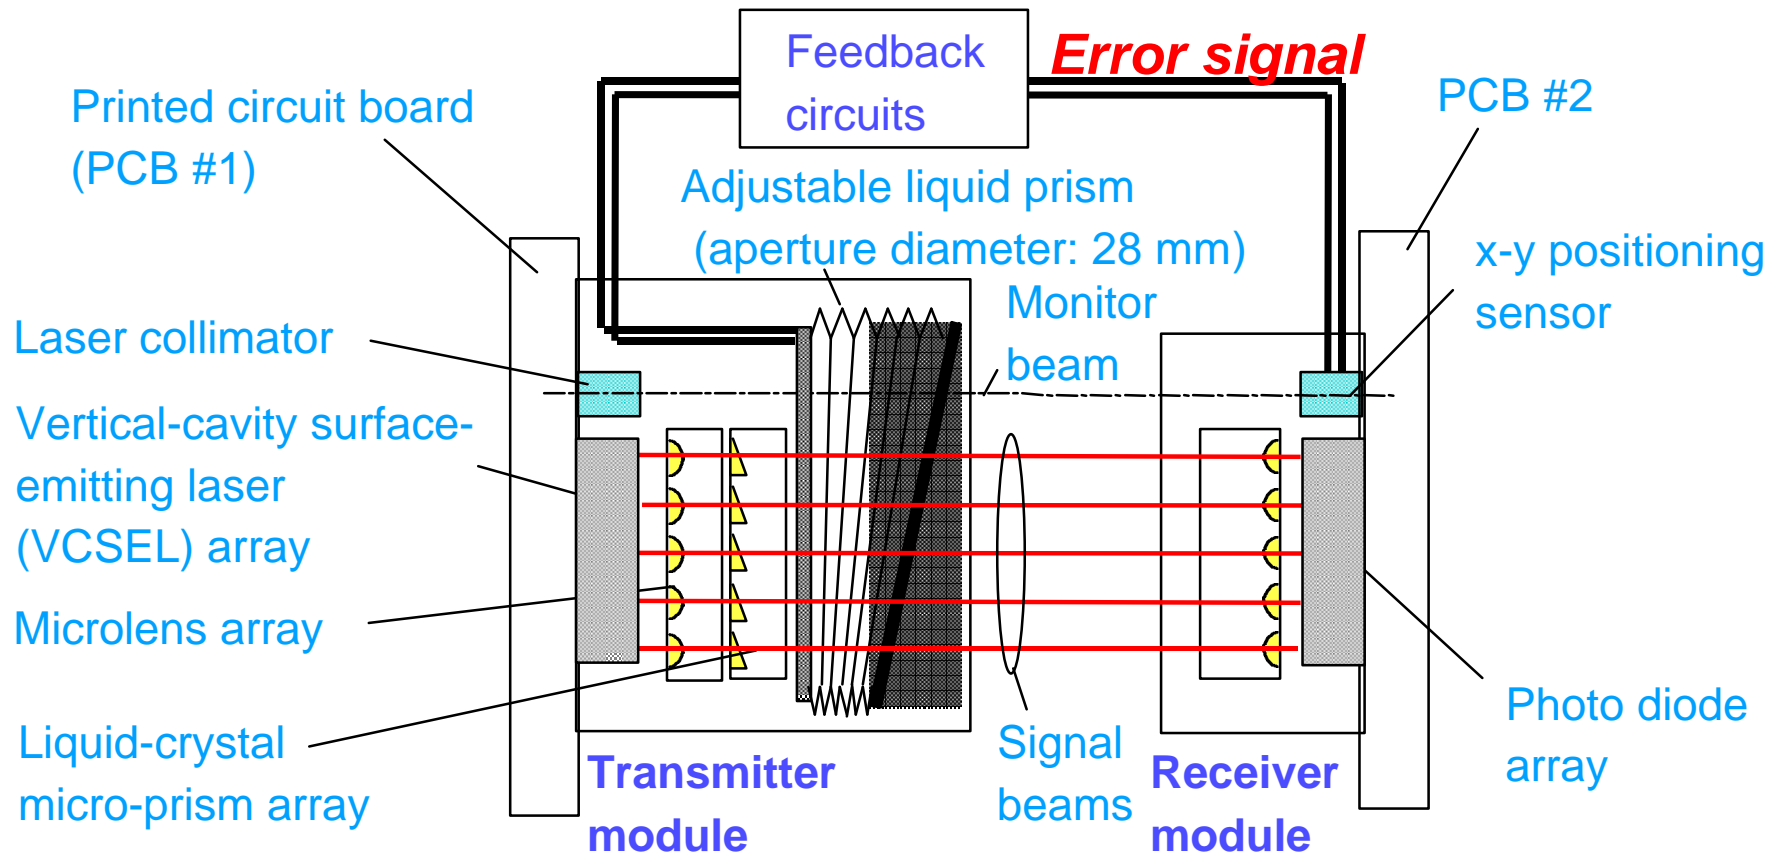 Feedback
circuits
Error signal
Printed circuit board
(PCB #1)
PCB #2
Adjustable liquid prism
(aperture diameter: 28 mm)
x-y positioning
sensor
Monitor
beam
Laser collimator
Vertical-cavity surface-
emitting laser
(VCSEL) array
Microlens array
Liquid-crystal
micro-prism array
Transmitter
module
Signal
beams
Receiver
module
Photo diode
array